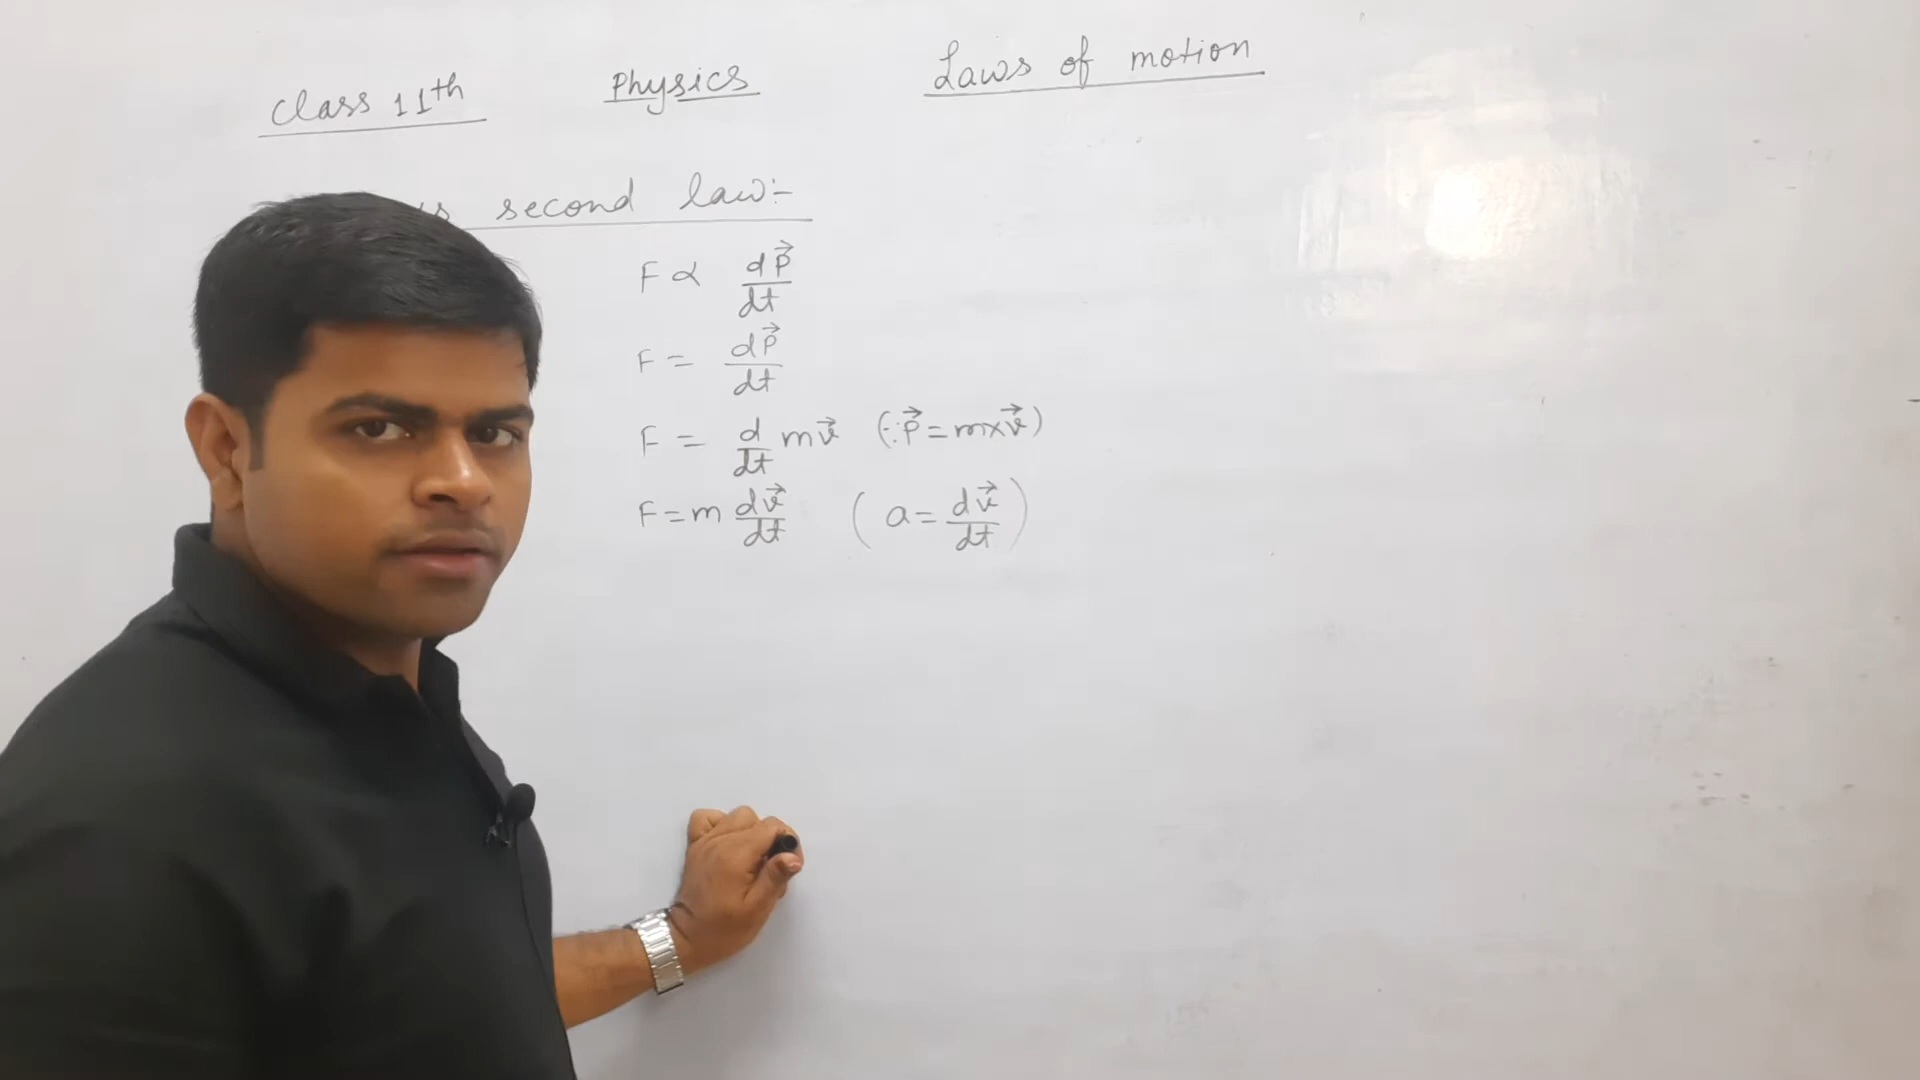 Class 11th Physics Laws of motion
second law:-
F ∝ dp⃗/dt
F = dp⃗/dt
F = d/dt mv⃗ (∵ p⃗ = m×v⃗)
F = m dv⃗/dt (a = dv⃗/dt)